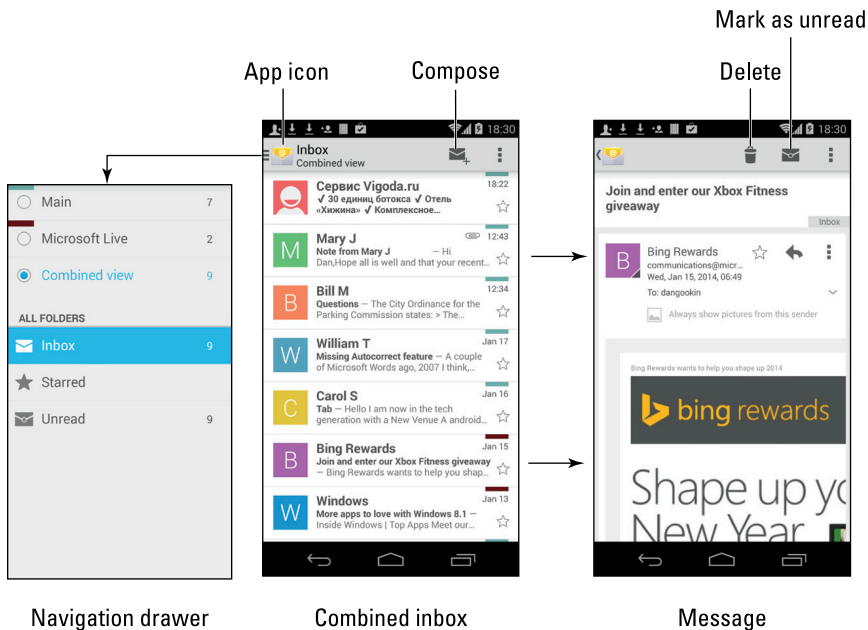 Mark as unread
App icon
Compose
Delete
18:30
Inbox
Combined view
Main 7
Microsoft Live 2
Combined view 9
ALL FOLDERS
Inbox 9
Starred
Unread 9
Сервис Vigoda.ru 18:22
√ 30 единиц ботокса √ Отель
«Хижина» √ Комплексное...
M
Mary J 12:43
Note from Mary J – Hi
Dan,Hope all is well and that your recent...
B
Bill M 12:34
Questions – The City Ordinance for the
Parking Commission states: > The...
W
William T Jan 17
Missing Autocorrect feature – A couple
of Microsoft Words ago, 2007 I think,...
C
Carol S Jan 16
Tab – Hello I am now in the tech
generation with a New Venue A android...
B
Bing Rewards Jan 15
Join and enter our Xbox Fitness giveaway
– Bing Rewards wants to help you shap...
W
Windows Jan 13
More apps to love with Windows 8.1 –
Inside Windows | Top Apps Meet our...
18:30
Join and enter our Xbox Fitness
giveaway
Inbox
B
Bing Rewards
communications@micr...
Wed, Jan 15, 2014, 06:49
To: dangookin
Always show pictures from this sender
Bing Rewards wants to help you shape up 2014
bing rewards
Shape up yo
New Year
Navigation drawer
Combined inbox
Message